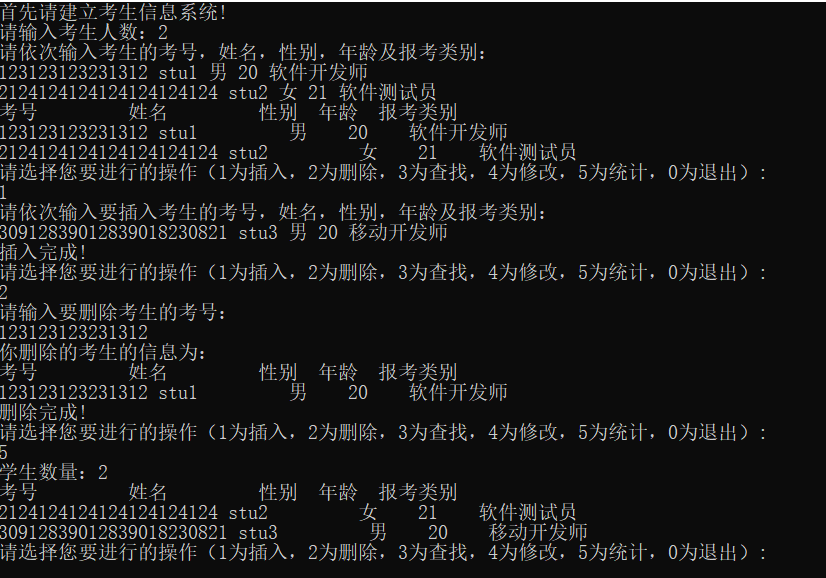 首先请建立考生信息系统!
请输入考生人数: 2
请依次输入考生的考号，姓名，性别，年龄及报考类别:
123123123231312 stu1 男 20 软件开发师
2124124124124124124124 stu2 女 21 软件测试员
考号 姓名 性别 年龄 报考类别
123123123231312 stu1 男 20 软件开发师
2124124124124124124124 stu2 女 21 软件测试员
请选择您要进行的操作（1为插入，2为删除，3为查找，4为修改，5为统计，0为退出）:
1
请依次输入要插入考生的考号，姓名，性别，年龄及报考类别:
30912839012839018230821 stu3 男 20 移动开发师
插入完成!
请选择您要进行的操作（1为插入，2为删除，3为查找，4为修改，5为统计，0为退出）:
2
请输入要删除考生的考号:
123123123231312
你删除的考生的信息为:
考号 姓名 性别 年龄 报考类别
123123123231312 stu1 男 20 软件开发师
删除完成!
请选择您要进行的操作（1为插入，2为删除，3为查找，4为修改，5为统计，0为退出）:
5
学生数量: 2
考号 姓名 性别 年龄 报考类别
2124124124124124124124 stu2 女 21 软件测试员
30912839012839018230821 stu3 男 20 移动开发师
请选择您要进行的操作（1为插入，2为删除，3为查找，4为修改，5为统计，0为退出）: